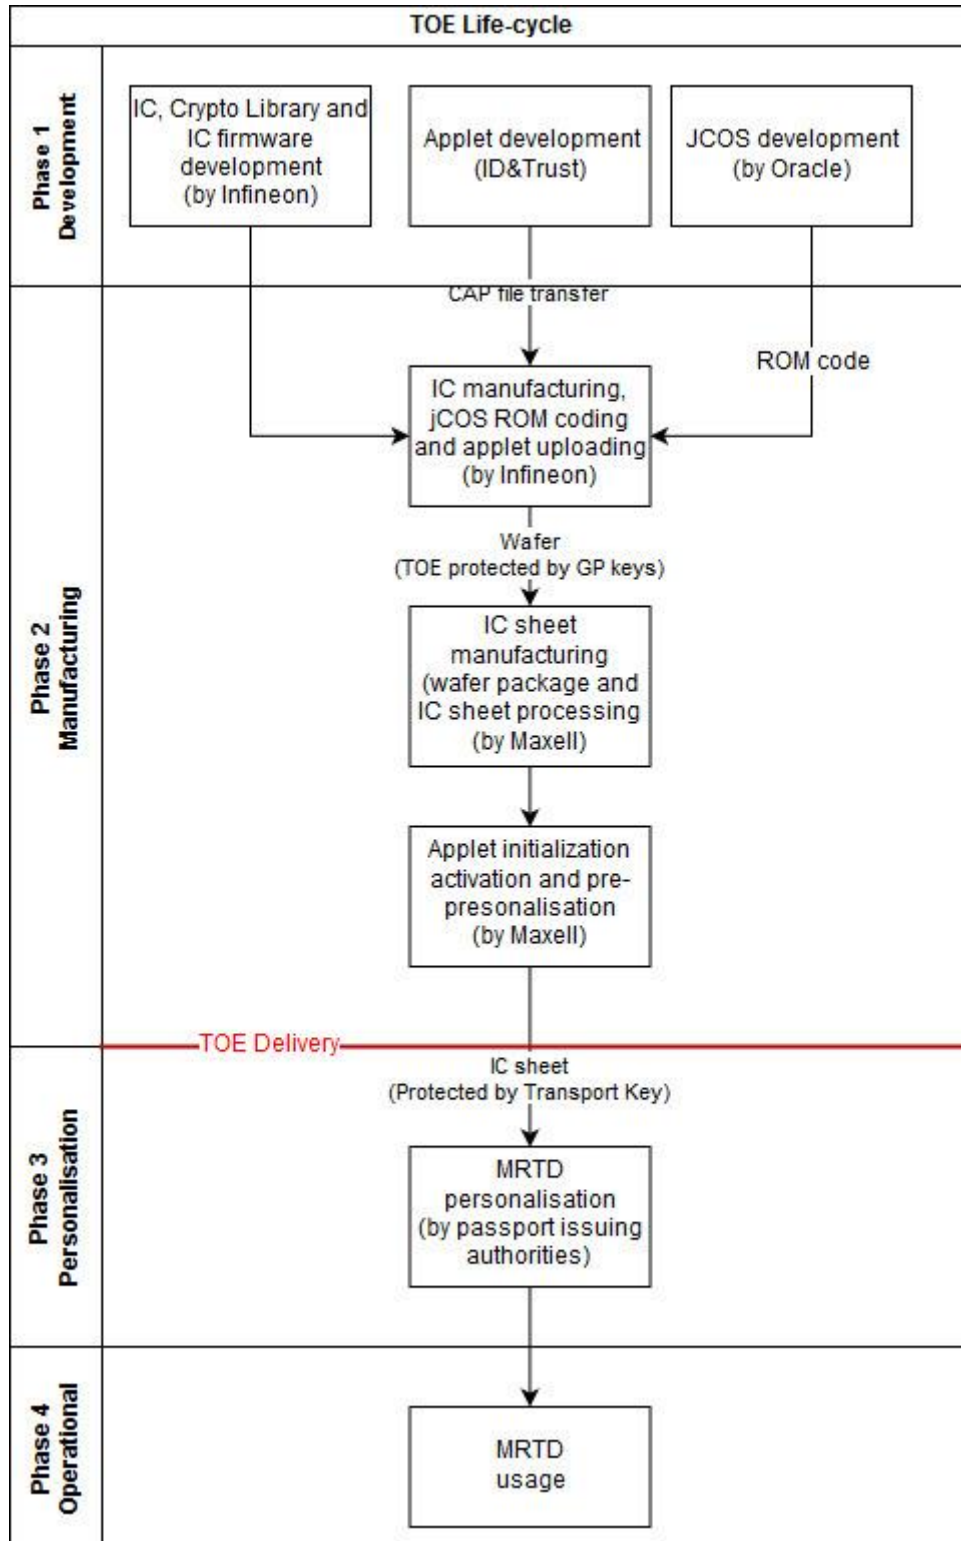 TOE Life-cycle
Phase 1
Development
IC, Crypto Library and
IC firmware
development
(by Infineon)
Applet development
(ID&Trust)
JCOS development
(by Oracle)
CAP file transfer
ROM code
Phase 2
Manufacturing
IC manufacturing,
jCOS ROM coding
and applet uploading
(by Infineon)
Wafer
(TOE protected by GP keys)
IC sheet
manufacturing
(wafer package and
IC sheet processing
(by Maxell)
Applet initialization
activation and pre-
presonalisation
(by Maxell)
TOE Delivery
Phase 3
Personalisation
IC sheet
(Protected by Transport Key)
MRTD
personalisation
(by passport issuing
authorities)
Phase 4
Operational
MRTD
usage